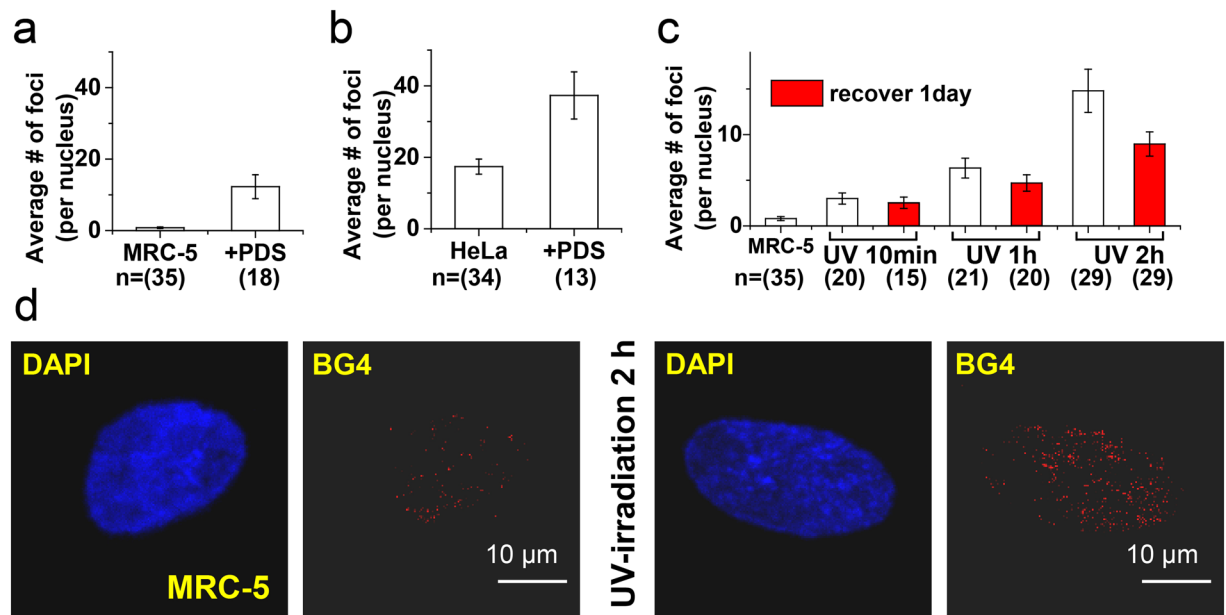 a
Average # of foci
(per nucleus)
40
20
0
MRC-5 +PDS
n=(35) (18)
b
Average # of foci
(per nucleus)
40
20
0
HeLa +PDS
n=(34) (13)
c
Average # of foci
(per nucleus)
recover 1day
10
0
MRC-5 UV 10min UV 1h UV 2h
n=(35) (20) (15) (21) (20) (29) (29)
d
DAPI
MRC-5
BG4
10 µm
UV-irradiation 2 h
DAPI
BG4
10 µm